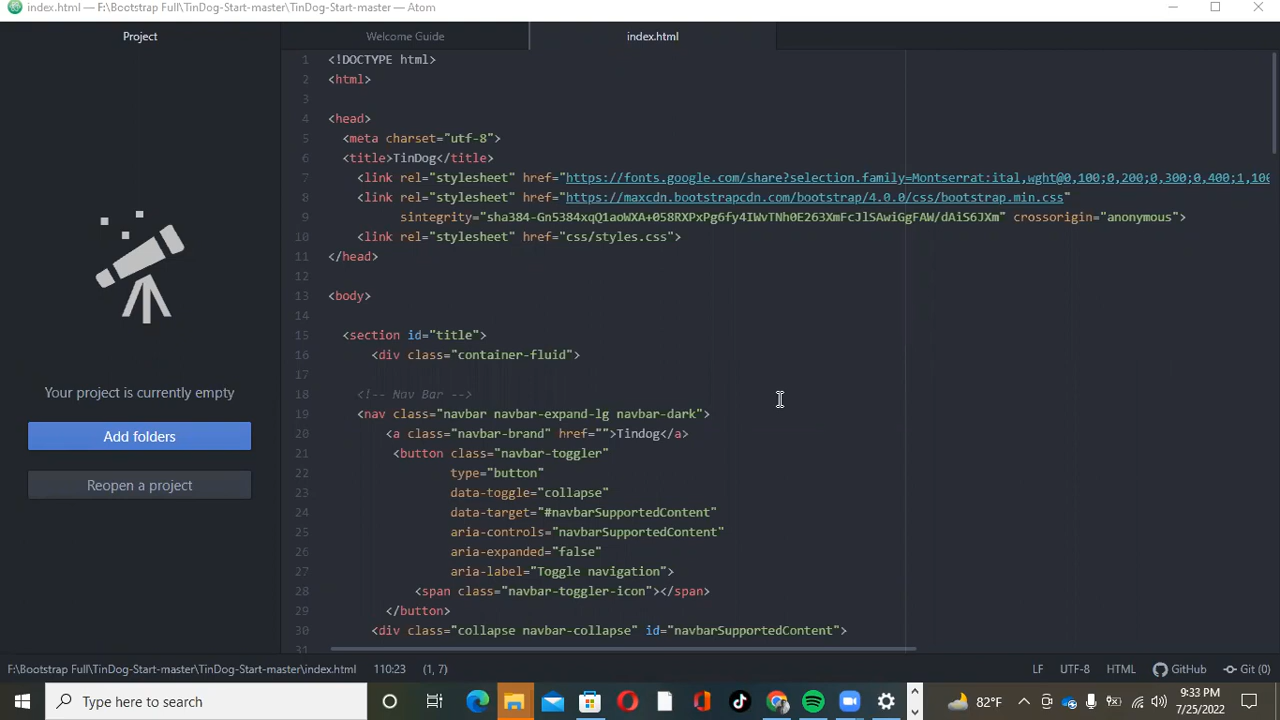 index.html — F:\Bootstrap Full\TinDog-Start-master\TinDog-Start-master — Atom
Project
Welcome Guide
index.html
1 <!DOCTYPE html>
2 <html>
3
4 <head>
5 <meta charset="utf-8">
6 <title>TinDog</title>
7 <link rel="stylesheet" href="https://fonts.google.com/share?selection.family=Montserrat:ital,wght@0,100;0,200;0,300;0,400;1,100
8 <link rel="stylesheet" href="https://maxcdn.bootstrapcdn.com/bootstrap/4.0.0/css/bootstrap.min.css"
9 sintegrity="sha384-Gn5384xqQ1aoWXA+058RXPxPg6fy4IWvTNh0E263XmFcJlSAwiGgFAW/dAiS6JXm" crossorigin="anonymous">
10 <link rel="stylesheet" href="css/styles.css">
11 </head>
12
13 <body>
14
15 <section id="title">
16 <div class="container-fluid">
17
18 <!-- Nav Bar -->
19 <nav class="navbar navbar-expand-lg navbar-dark">
20 <a class="navbar-brand" href="">Tindog</a>
21 <button class="navbar-toggler"
22 type="button"
23 data-toggle="collapse"
24 data-target="#navbarSupportedContent"
25 aria-controls="navbarSupportedContent"
26 aria-expanded="false"
27 aria-label="Toggle navigation">
28 <span class="navbar-toggler-icon"></span>
29 </button>
30 <div class="collapse navbar-collapse" id="navbarSupportedContent">
31
Your project is currently empty
Add folders
Reopen a project
F:\Bootstrap Full\TinDog-Start-master\TinDog-Start-master\index.html 110:23 (1, 7)
LF UTF-8 HTML GitHub Git (0)
Type here to search
82°F
9:33 PM
7/25/2022